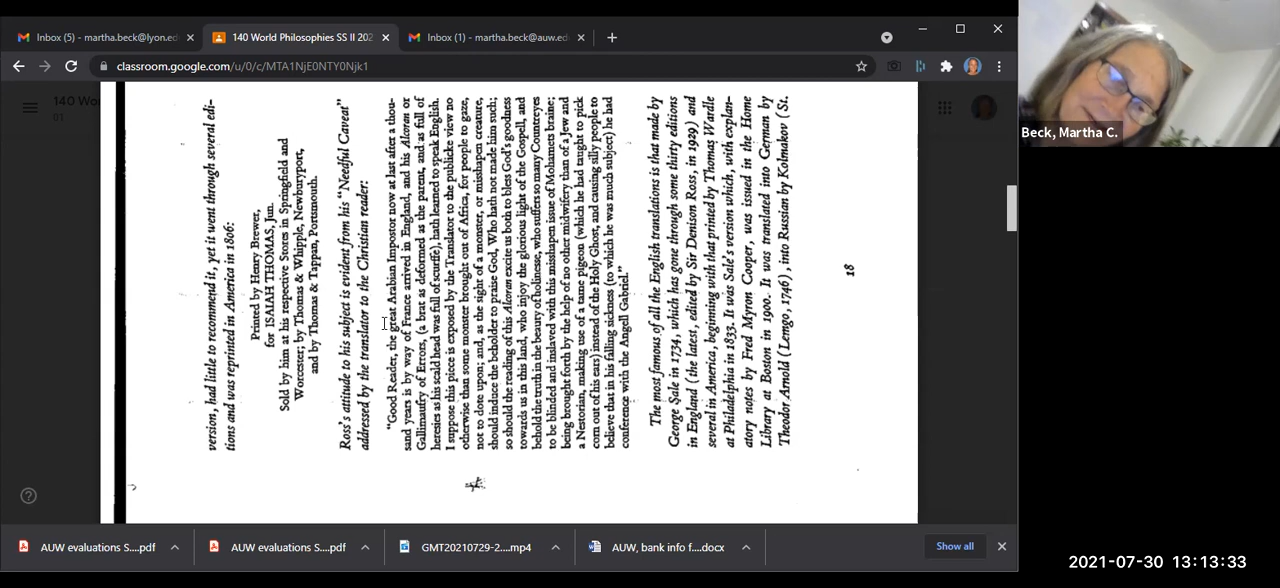 Inbox (5) - martha.beck@lyon.ed
140 World Philosophies SS II 202
Inbox (1) - martha.beck@auw.ed
classroom.google.com/u/0/c/MTA1NjE0NTY0Njk1
140 Wo
01
version, had little to recommend it, yet it went through several edi-
tions and was reprinted in America in 1806:
Printed by Henry Brewer,
for ISAIAH THOMAS, Jun.
Sold by him at his respective Stores in Springfield and
Worcester; by Thomas & Whipple, Newburyport,
and by Thomas & Tappan, Portsmouth.
Ross's attitude to his subject is evident from his "Needful Caveat"
addressed by the translator to the Christian reader:
"Good Reader, the great Arabian Impostor now at last after a thou-
sand years is by way of France arrived in England, and his Alcoran or
Gallimaufry of Errors, (a brat as deformed as the parent, and as full of
heresies as his scald head was full of scurffe), hath learned to speak English.
I suppose this piece is exposed by the Translator to the publicke view no
otherwise than some monster brought out of Africa, for people to gaze,
not to dote upon; and, as the sight of a monster, or misshapen creature,
should induce the beholder to praise God, Who hath not made him such;
so should the reading of this Alcoran excite us both to bless God's goodness
towards us in this land, who injoy the glorious light of the Gospel, and
behold the truth in the beauty of holinesse, who suffers so many Countreyes
to be blinded and inslaved with this misshapen issue of Mohamets braine;
being brought forth by the help of no other midwifery than of a Jew and
a Nestorian, making use of a tame pigeon (which he had taught to pick
corn out of his ears) instead of the Holy Ghost, and causing silly people to
believe that in his falling sickness (to which he was much subject) he had
conference with the Angell Gabriel."
The most famous of all the English translations is that made by
George Sale in 1734, which has gone through some thirty editions
in England (the latest, edited by Sir Denison Ross, in 1929) and
several in America, beginning with that printed by Thomas Wardle
at Philadelphia in 1833. It was Sale's version which, with explan-
atory notes by Fred Myron Cooper, was issued in the Home
Library at Boston in 1900. It was translated into German by
Theodor Arnold (Lemgo, 1746), into Russian by Kolmakov (St.
18
Beck, Martha C.
AUW evaluations S....pdf
AUW evaluations S....pdf
GMT20210729-2....mp4
AUW, bank info f....docx
Show all
2021-07-30 13:13:33